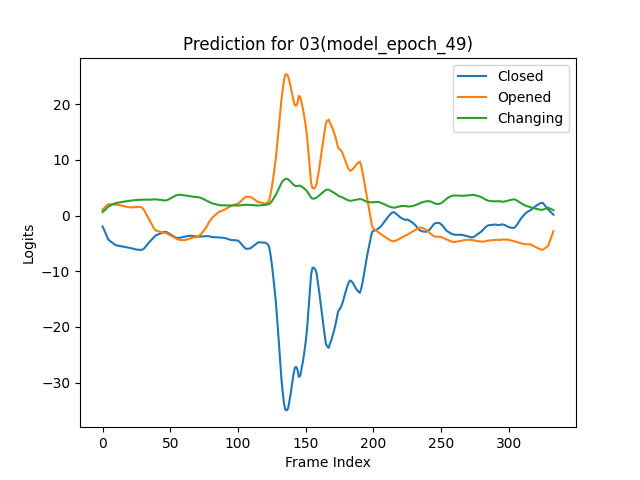 Prediction for 03(model_epoch_49)
Closed
Opened
Changing
Logits
20
10
0
−10
−20
−30
0 50 100 150 200 250 300
Frame Index